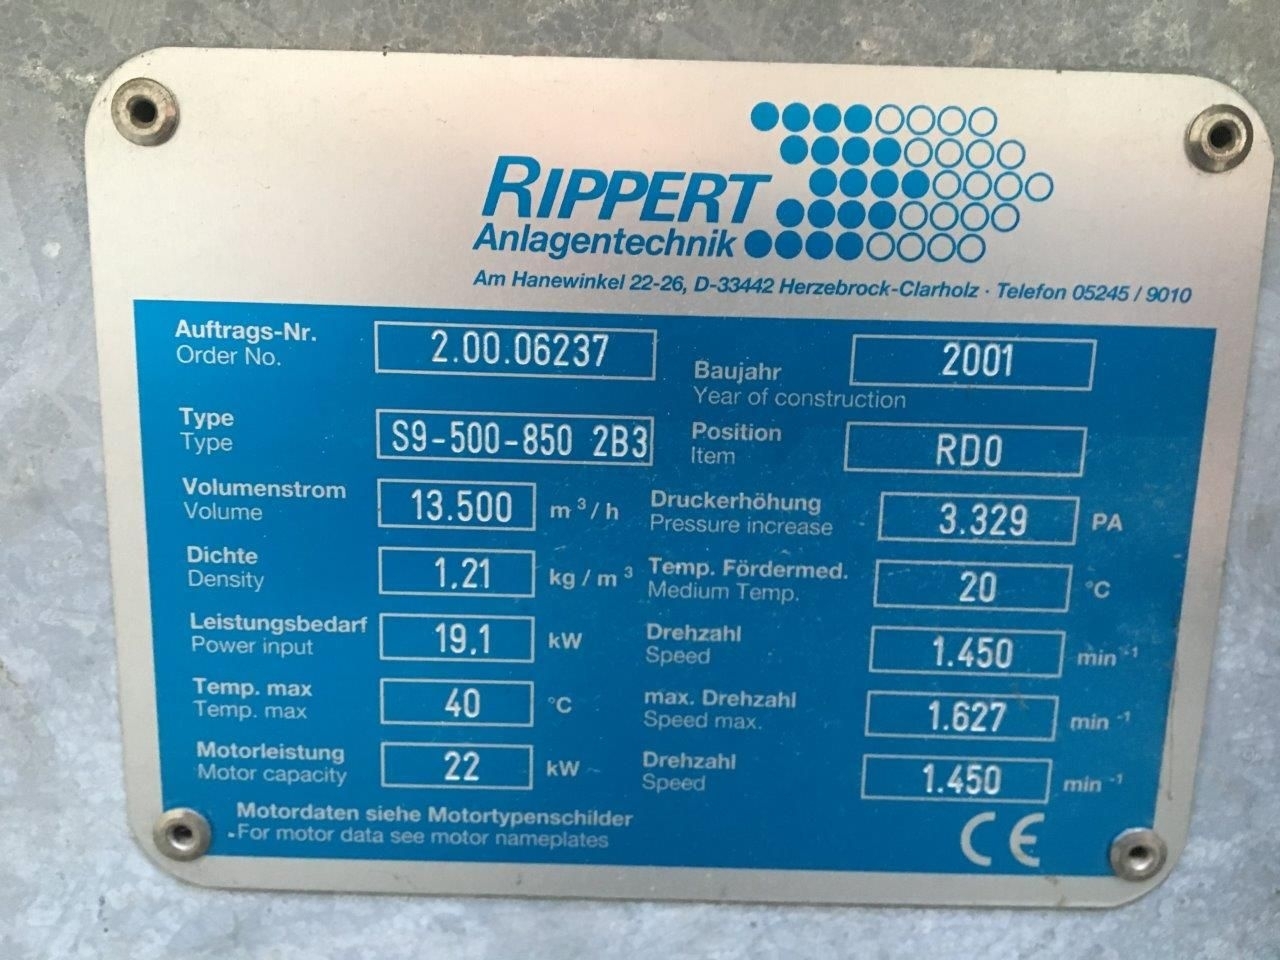 RIPPERT
Anlagentechnik
Am Hanewinkel 22-26, D-33442 Herzebrock-Clarholz · Telefon 05245 / 9010
Auftrags-Nr.
Order No.
2.00.06237
Baujahr
Year of construction
2001
Type
Type
S9-500-850 2B3
Position
Item
RD0
Volumenstrom
Volume
13.500 m³/h
Druckerhöhung
Pressure increase
3.329 PA
Dichte
Density
1.21 kg / m³
Temp. Fördermed.
Medium Temp.
20 °C
Leistungsbedarf
Power input
19.1 kW
Drehzahl
Speed
1.450 min⁻¹
Temp. max
Temp. max
40 °C
max. Drehzahl
Speed max.
1.627 min⁻¹
Motorleistung
Motor capacity
22 kW
Drehzahl
Speed
1.450 min⁻¹
Motordaten siehe Motortypenschilder
For motor data see motor nameplates
CE